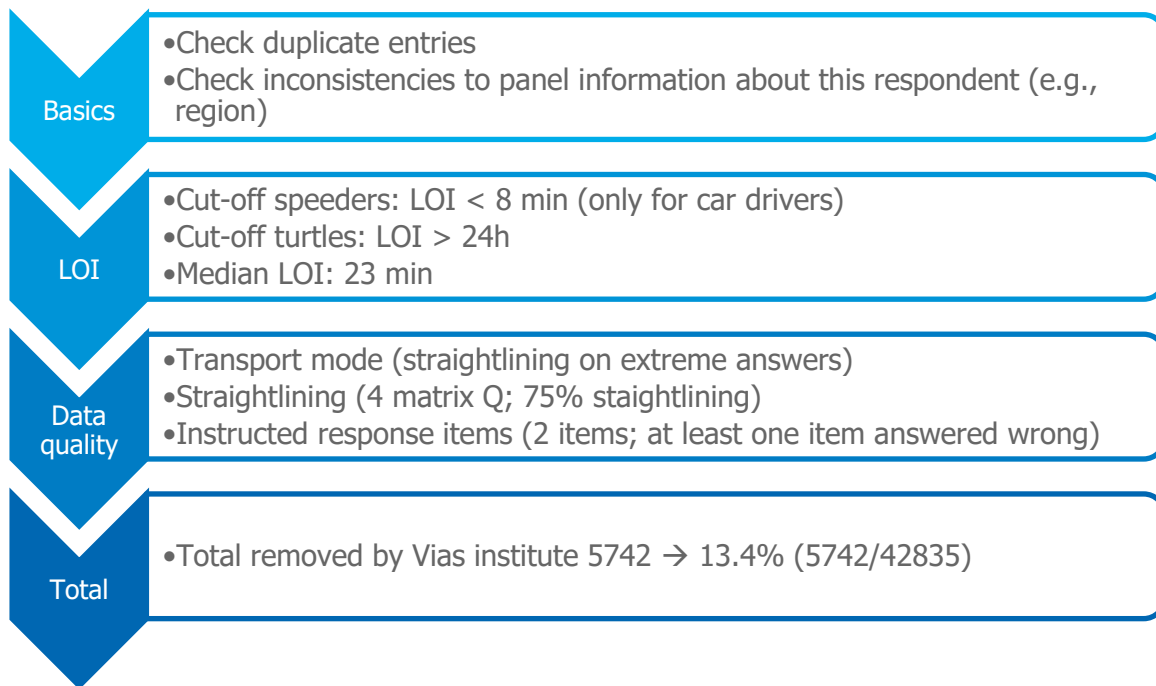 Basics
•Check duplicate entries
•Check inconsistencies to panel information about this respondent (e.g.,
region)
LOI
•Cut-off speeders: LOI < 8 min (only for car drivers)
•Cut-off turtles: LOI > 24h
•Median LOI: 23 min
Data
quality
•Transport mode (straightlining on extreme answers)
•Straightlining (4 matrix Q; 75% staightlining)
•Instructed response items (2 items; at least one item answered wrong)
Total
•Total removed by Vias institute 5742 → 13.4% (5742/42835)